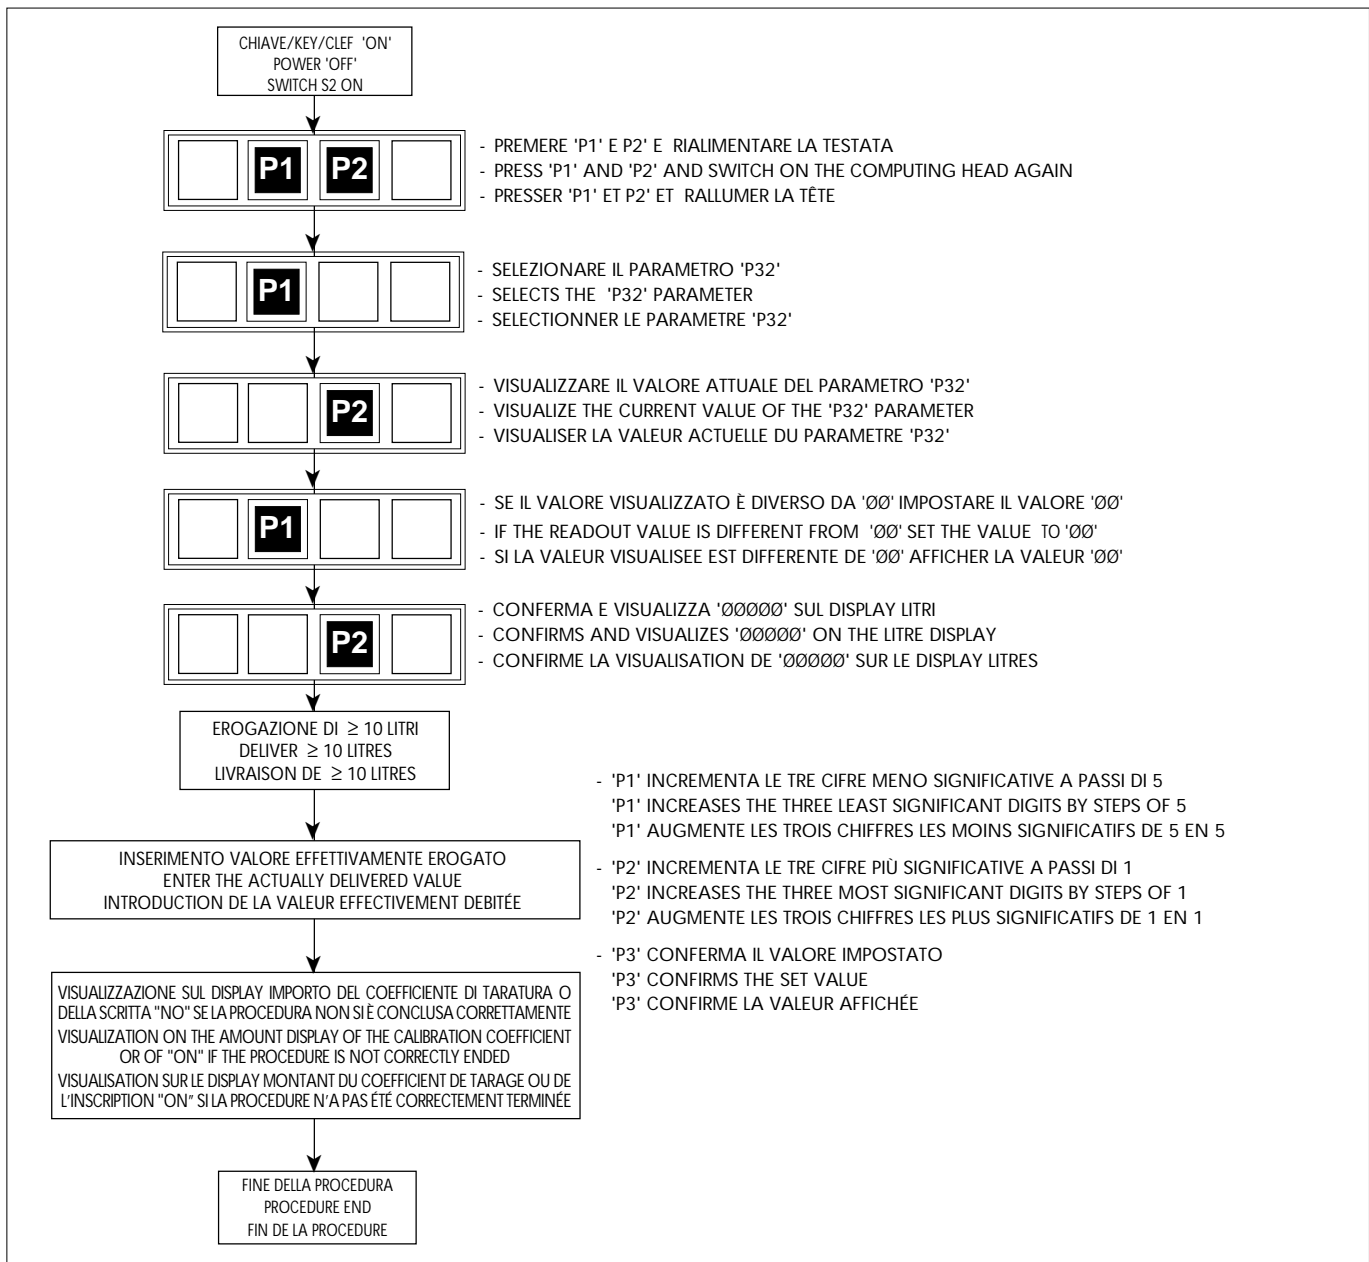 CHIAVE/KEY/CLEF 'ON'
POWER 'OFF'
SWITCH S2 ON
P1 P2
- PREMERE 'P1' E P2' E RIALIMENTARE LA TESTATA
- PRESS 'P1' AND 'P2' AND SWITCH ON THE COMPUTING HEAD AGAIN
- PRESSER 'P1' ET P2' ET RALLUMER LA TÊTE
P1
- SELEZIONARE IL PARAMETRO 'P32'
- SELECTS THE 'P32' PARAMETER
- SELECTIONNER LE PARAMETRE 'P32'
P2
- VISUALIZZARE IL VALORE ATTUALE DEL PARAMETRO 'P32'
- VISUALIZE THE CURRENT VALUE OF THE 'P32' PARAMETER
- VISUALISER LA VALEUR ACTUELLE DU PARAMETRE 'P32'
P1
- SE IL VALORE VISUALIZZATO È DIVERSO DA 'ØØ' IMPOSTARE IL VALORE 'ØØ'
- IF THE READOUT VALUE IS DIFFERENT FROM 'ØØ' SET THE VALUE TO 'ØØ'
- SI LA VALEUR VISUALISEE EST DIFFERENTE DE 'ØØ' AFFICHER LA VALEUR 'ØØ'
P2
- CONFERMA E VISUALIZZA 'ØØØØØ' SUL DISPLAY LITRI
- CONFIRMS AND VISUALIZES 'ØØØØØ' ON THE LITRE DISPLAY
- CONFIRME LA VISUALISATION DE 'ØØØØØ' SUR LE DISPLAY LITRES
EROGAZIONE DI ≥ 10 LITRI
DELIVER ≥ 10 LITRES
LIVRAISON DE ≥ 10 LITRES
INSERIMENTO VALORE EFFETTIVAMENTE EROGATO
ENTER THE ACTUALLY DELIVERED VALUE
INTRODUCTION DE LA VALEUR EFFECTIVEMENT DEBITÉE
- 'P1' INCREMENTA LE TRE CIFRE MENO SIGNIFICATIVE A PASSI DI 5
'P1' INCREASES THE THREE LEAST SIGNIFICANT DIGITS BY STEPS OF 5
'P1' AUGMENTE LES TROIS CHIFFRES LES MOINS SIGNIFICATIFS DE 5 EN 5
- 'P2' INCREMENTA LE TRE CIFRE PIÙ SIGNIFICATIVE A PASSI DI 1
'P2' INCREASES THE THREE MOST SIGNIFICANT DIGITS BY STEPS OF 1
'P2' AUGMENTE LES TROIS CHIFFRES LES PLUS SIGNIFICATIFS DE 1 EN 1
- 'P3' CONFERMA IL VALORE IMPOSTATO
'P3' CONFIRMS THE SET VALUE
'P3' CONFIRME LA VALEUR AFFICHÉE
VISUALIZZAZIONE SUL DISPLAY IMPORTO DEL COEFFICIENTE DI TARATURA O
DELLA SCRITTA "NO" SE LA PROCEDURA NON SI È CONCLUSA CORRETTAMENTE
VISUALIZATION ON THE AMOUNT DISPLAY OF THE CALIBRATION COEFFICIENT
OR OF "ON" IF THE PROCEDURE IS NOT CORRECTLY ENDED
VISUALISATION SUR LE DISPLAY MONTANT DU COEFFICIENT DE TARAGE OU DE
L'INSCRIPTION "ON" SI LA PROCEDURE N'A PAS ÉTÉ CORRECTEMENT TERMINÉE
FINE DELLA PROCEDURA
PROCEDURE END
FIN DE LA PROCEDURE